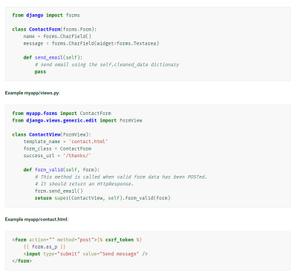 from django import forms
class ContactForm(forms.Form):
    name = forms.CharField()
    message = forms.CharField(widget=forms.Textarea)
    def send_email(self):
        # send email using the self.cleaned_data dictionary
        pass
Example myapp/views.py:
from myapp.forms import ContactForm
from django.views.generic.edit import FormView
class ContactView(FormView):
    template_name = 'contact.html'
    form_class = ContactForm
    success_url = '/thanks/'
    def form_valid(self, form):
        # This method is called when valid form data has been POSTed.
        # It should return an HttpResponse.
        form.send_email()
        return super(ContactView, self).form_valid(form)
Example myapp/contact.html:
<form action="" method="post">{% csrf_token %}
    {{ form.as_p }}
    <input type="submit" value="Send message" />
</form>